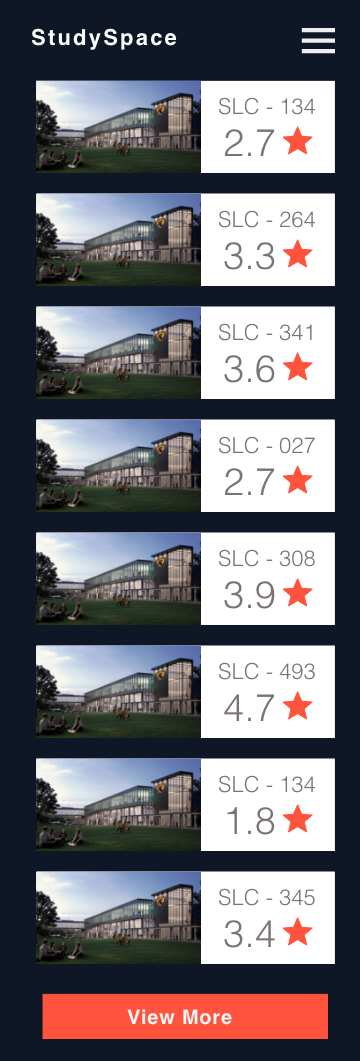 StudySpace
SLC - 134
2.7
SLC - 264
3.3
SLC - 341
3.6
SLC - 027
2.7
SLC - 308
3.9
SLC - 493
4.7
SLC - 134
1.8
SLC - 345
3.4
View More